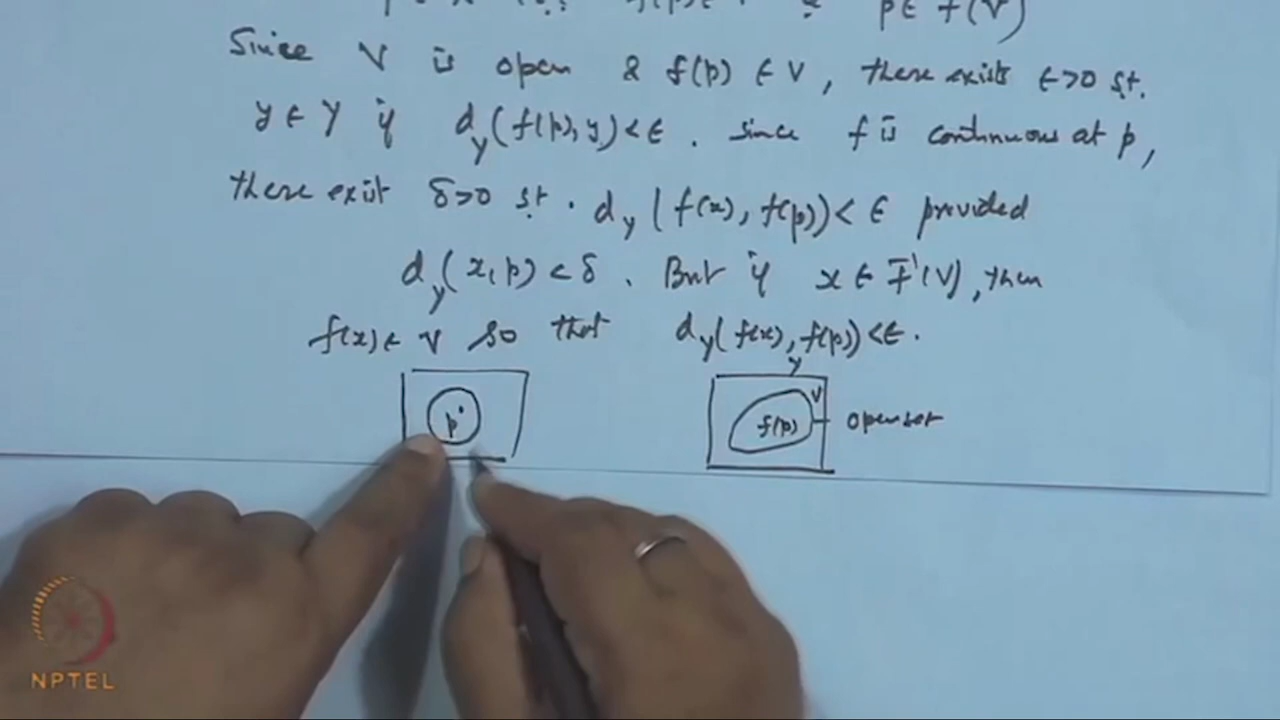 f(p) ∈ V p ∈ f(V)
Since V is open & f(p) ∈ V, there exists ϵ>0 s.t.
y ∈ Y if d_y(f(p), y) < ϵ. since f is continuous at p,
there exist δ>0 s.t. d_y(f(x), f(p)) < ϵ provided
d_y(x, p) < δ. But if x ∈ f⁻¹(V), then
f(x) ∈ V so that d_y(f(x), f(p)) < ϵ.
y
V
p f(p) open set
NPTEL